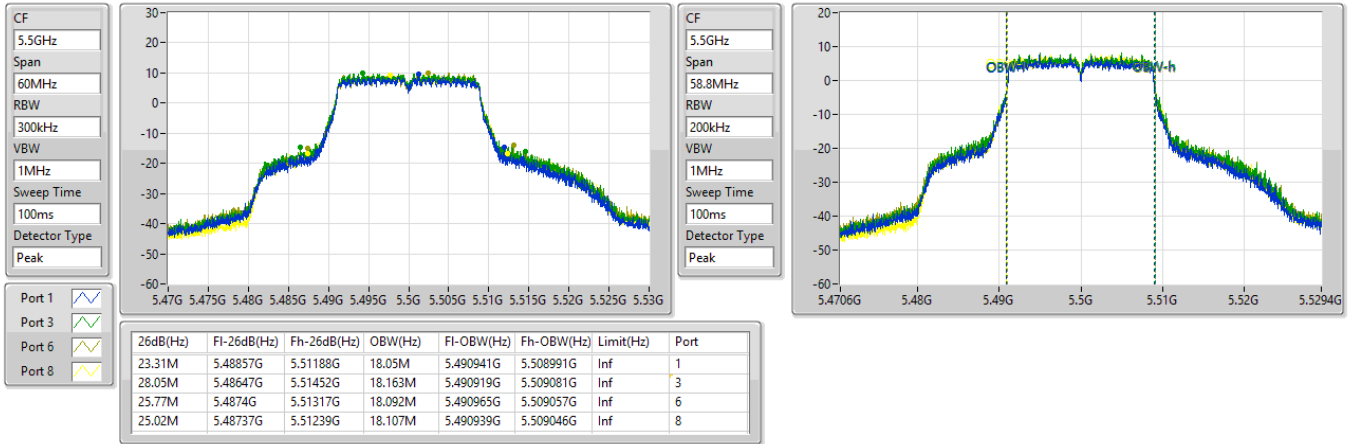 CF
5.5GHz
Span
60MHz
RBW
300kHz
VBW
1MHz
Sweep Time
100ms
Detector Type
Peak
30
20
10
0
-10
-20
-30
-40
-50
-60
5.47G 5.475G 5.48G 5.485G 5.49G 5.495G 5.5G 5.505G 5.51G 5.515G 5.52G 5.525G 5.53G
CF
5.5GHz
Span
58.8MHz
RBW
200kHz
VBW
1MHz
Sweep Time
100ms
Detector Type
Peak
20
10
0
-10
-20
-30
-40
-50
-60
OBW-h
5.4706G 5.48G 5.49G 5.5G 5.51G 5.52G 5.5294G
Port 1
Port 3
Port 6
Port 8
26dB(Hz) Fl-26dB(Hz) Fh-26dB(Hz) OBW(Hz) Fl-OBW(Hz) Fh-OBW(Hz) Limit(Hz) Port
23.31M 5.48857G 5.51188G 18.05M 5.490941G 5.508991G Inf 1
28.05M 5.48647G 5.51452G 18.163M 5.490919G 5.509081G Inf 3
25.77M 5.4874G 5.51317G 18.092M 5.490965G 5.509057G Inf 6
25.02M 5.48737G 5.51239G 18.107M 5.490939G 5.509046G Inf 8